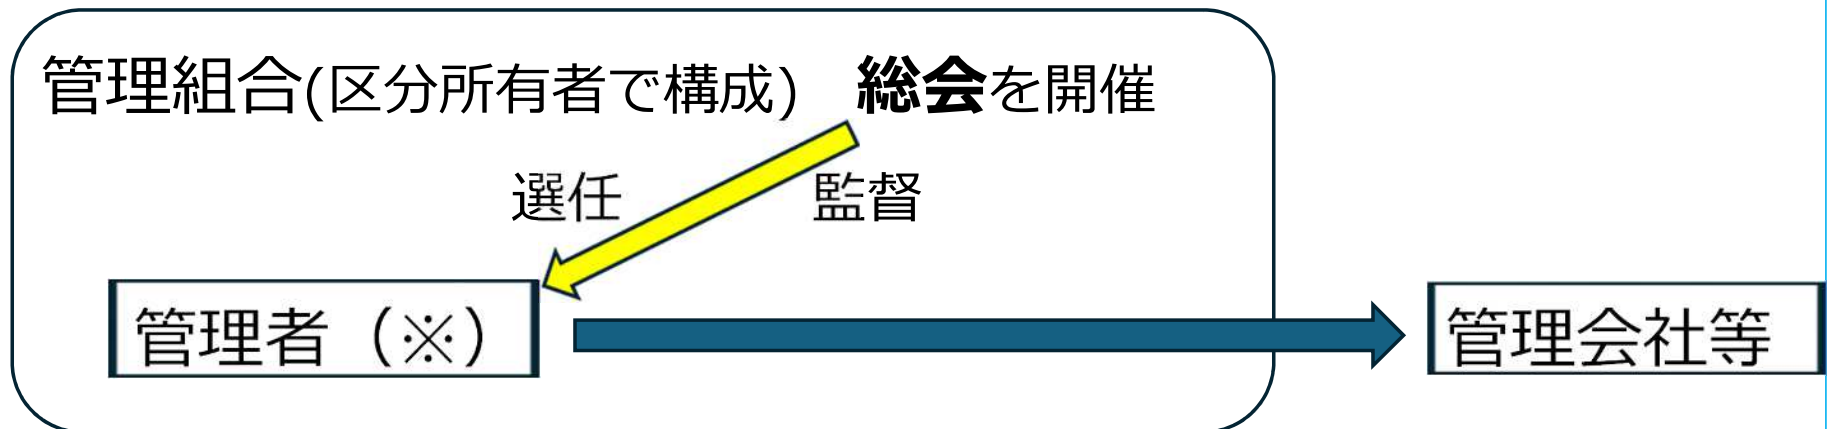 管理組合(区分所有者で構成)　総会を開催
選任　監督
管理者（※）
管理会社等